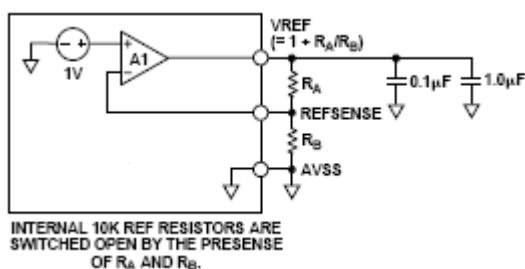 VREF
(= 1 + RA/RB)
+
A1
−
1V
− +
RA
0.1µF
1.0µF
REFSENSE
RB
AVSS
INTERNAL 10K REF RESISTORS ARE
SWITCHED OPEN BY THE PRESENSE
OF RA AND RB.